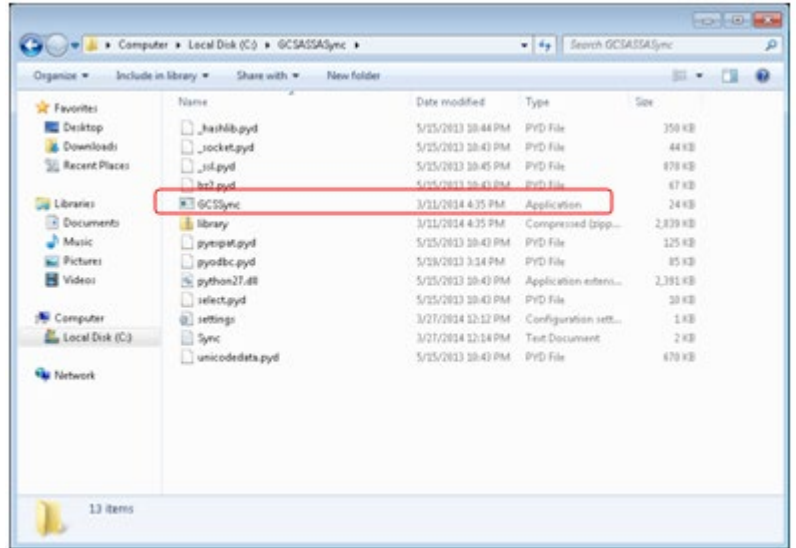 Computer ▸ Local Disk (C:) ▸ GCSASSASync ▸ Search GCSASSASync
Organize Include in library Share with New folder
Favorites
Desktop
Downloads
Recent Places
Libraries
Documents
Music
Pictures
Videos
Computer
Local Disk (C:)
Network
Name Date modified Type Size
_hashlib.pyd 5/15/2013 10:44 PM PYD File 350 KB
_socket.pyd 5/15/2013 10:43 PM PYD File 44 KB
_ssl.pyd 5/15/2013 10:45 PM PYD File 878 KB
bz2.pyd 5/15/2013 10:43 PM PYD File 67 KB
GCSSync 3/11/2014 4:35 PM Application 24 KB
library 3/11/2014 4:35 PM Compressed (zipp... 2,839 KB
pyexpat.pyd 5/15/2013 10:43 PM PYD File 125 KB
pyodbc.pyd 5/19/2013 3:14 PM PYD File 85 KB
python27.dll 5/15/2013 10:43 PM Application extens... 2,391 KB
select.pyd 5/15/2013 10:43 PM PYD File 10 KB
settings 3/27/2014 12:12 PM Configuration sett... 1 KB
Sync 3/27/2014 12:14 PM Text Document 2 KB
unicodedata.pyd 5/15/2013 10:43 PM PYD File 670 KB
13 items